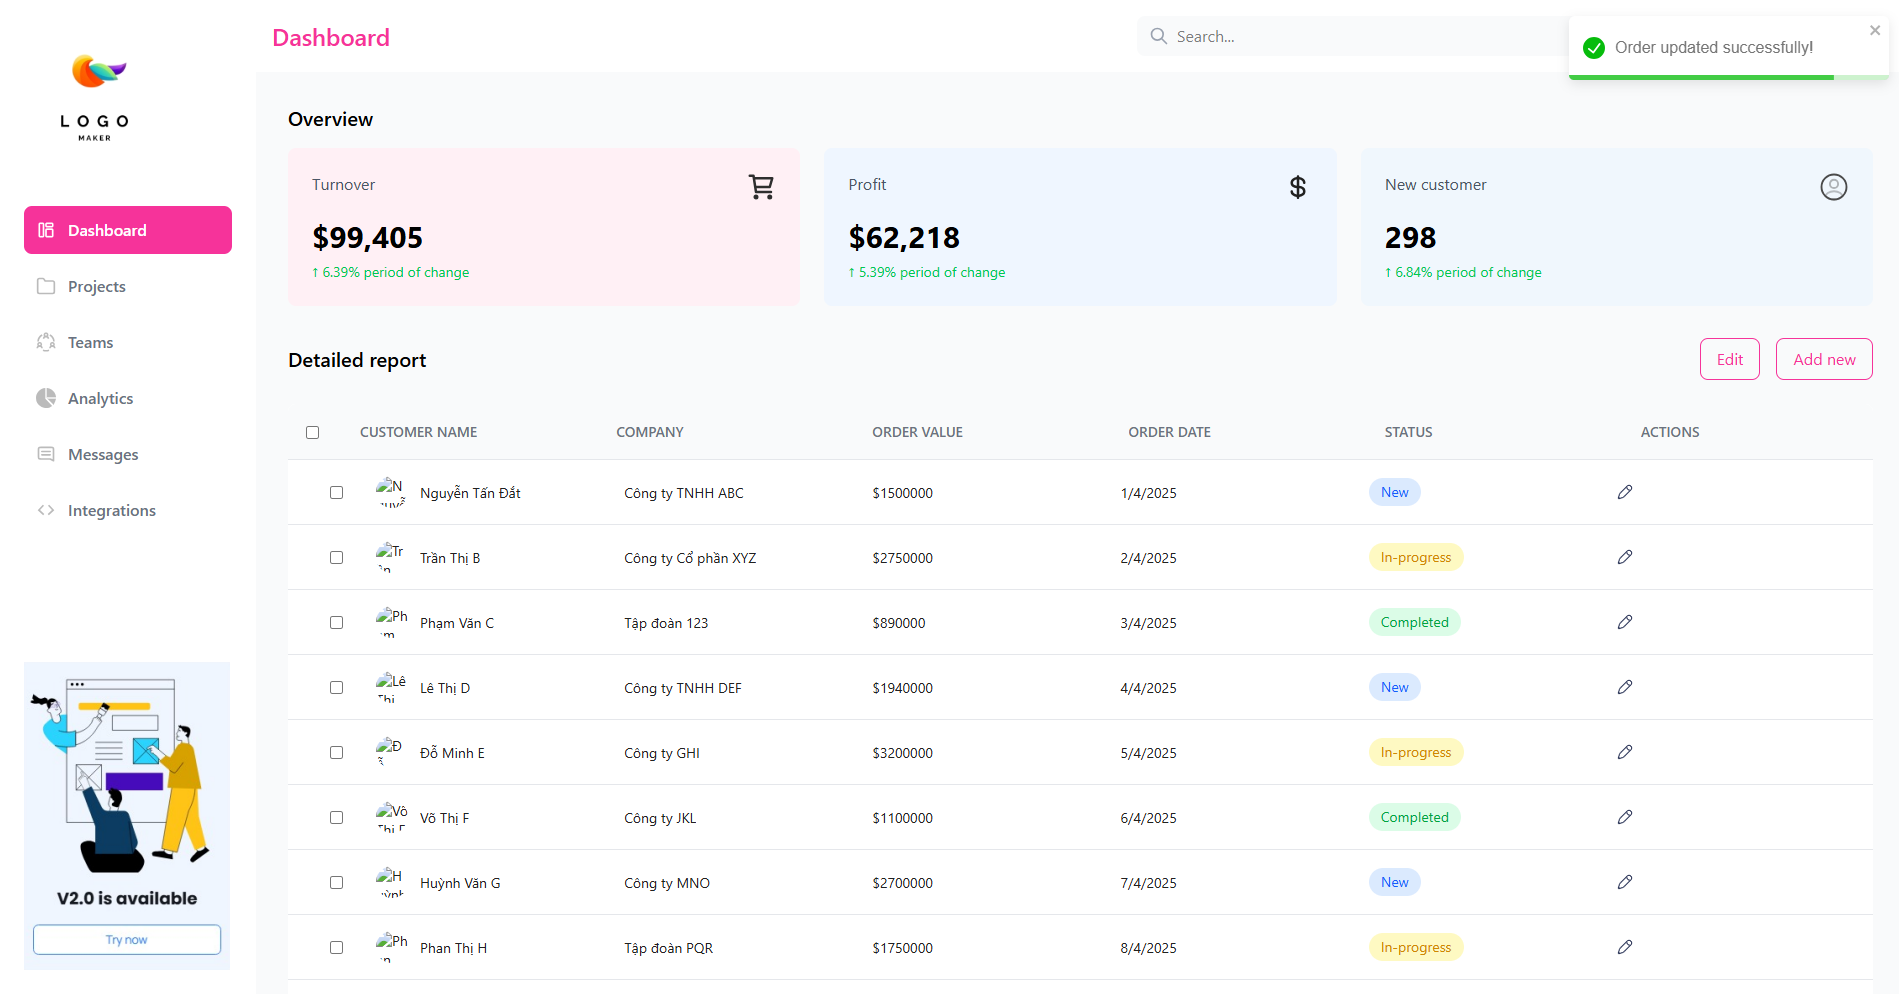 LOGO
MAKER
Dashboard
Projects
Teams
Analytics
Messages
Integrations
V2.0 is available
Try now
Dashboard
Search...
Order updated successfully!
Overview
Turnover
$99,405
↑ 6.39% period of change
Profit
$
$62,218
↑ 5.39% period of change
New customer
298
↑ 6.84% period of change
Detailed report
Edit
Add new
CUSTOMER NAME COMPANY ORDER VALUE ORDER DATE STATUS ACTIONS
Nguyễn Tấn Đắt Công ty TNHH ABC $1500000 1/4/2025 New
Trần Thị B Công ty Cổ phần XYZ $2750000 2/4/2025 In-progress
Phạm Văn C Tập đoàn 123 $890000 3/4/2025 Completed
Lê Thị D Công ty TNHH DEF $1940000 4/4/2025 New
Đỗ Minh E Công ty GHI $3200000 5/4/2025 In-progress
Võ Thị F Công ty JKL $1100000 6/4/2025 Completed
Huỳnh Văn G Công ty MNO $2700000 7/4/2025 New
Phan Thị H Tập đoàn PQR $1750000 8/4/2025 In-progress